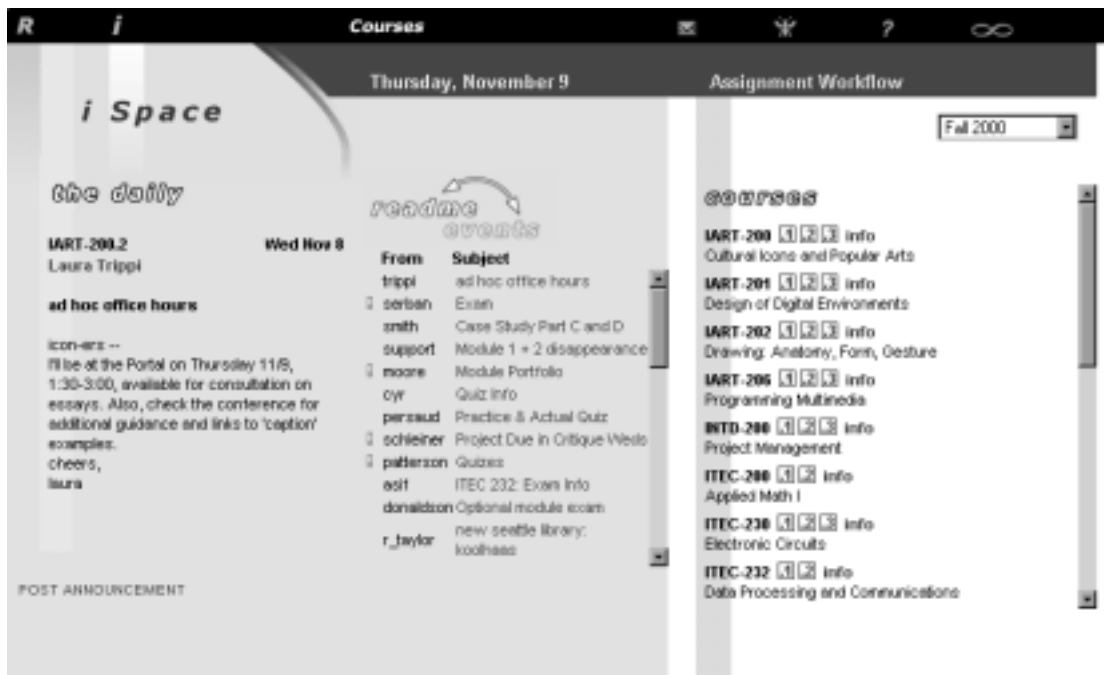 R i Courses ?
Thursday, November 9 Assignment Workflow
i Space
Fall 2000
the daily
IART-200.2 Wed Nov 8
Laura Trippi
ad hoc office hours
icon-ers --
I'll be at the Portal on Thursday 11/9,
1:30-3:00, available for consultation on
essays. Also, check the conference for
additional guidance and links to 'caption'
examples.
cheers,
laura
POST ANNOUNCEMENT
readme
events
From Subject
trippi ad hoc office hours
serban Exam
smith Case Study Part C and D
support Module 1 + 2 disappearance
moore Module Portfolio
cyr Quiz Info
persaud Practice & Actual Quiz
schleiner Project Due in Critique Weds
patterson Quizes
asif ITEC 232: Exam Info
donaldson Optional module exam
r_taylor new seattle library:
koolhaas
courses
IART-200 .1 .2 .3 info
Cultural Icons and Popular Arts
IART-201 .1 .2 .3 info
Design of Digital Environments
IART-202 .1 .2 .3 info
Drawing: Anatomy, Form, Gesture
IART-206 .1 .2 .3 info
Programming Multimedia
INTD-200 .1 .2 .3 info
Project Management
ITEC-200 .1 .2 info
Applied Math I
ITEC-230 .1 .2 .3 info
Electronic Circuits
ITEC-232 .1 .2 info
Data Processing and Communications